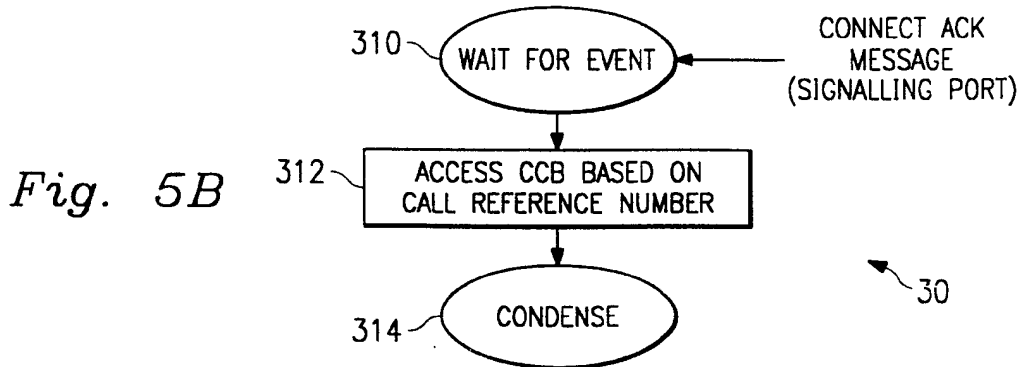 310
WAIT FOR EVENT
CONNECT ACK
MESSAGE
(SIGNALLING PORT)
Fig. 5B
312
ACCESS CCB BASED ON
CALL REFERENCE NUMBER
30
314
CONDENSE